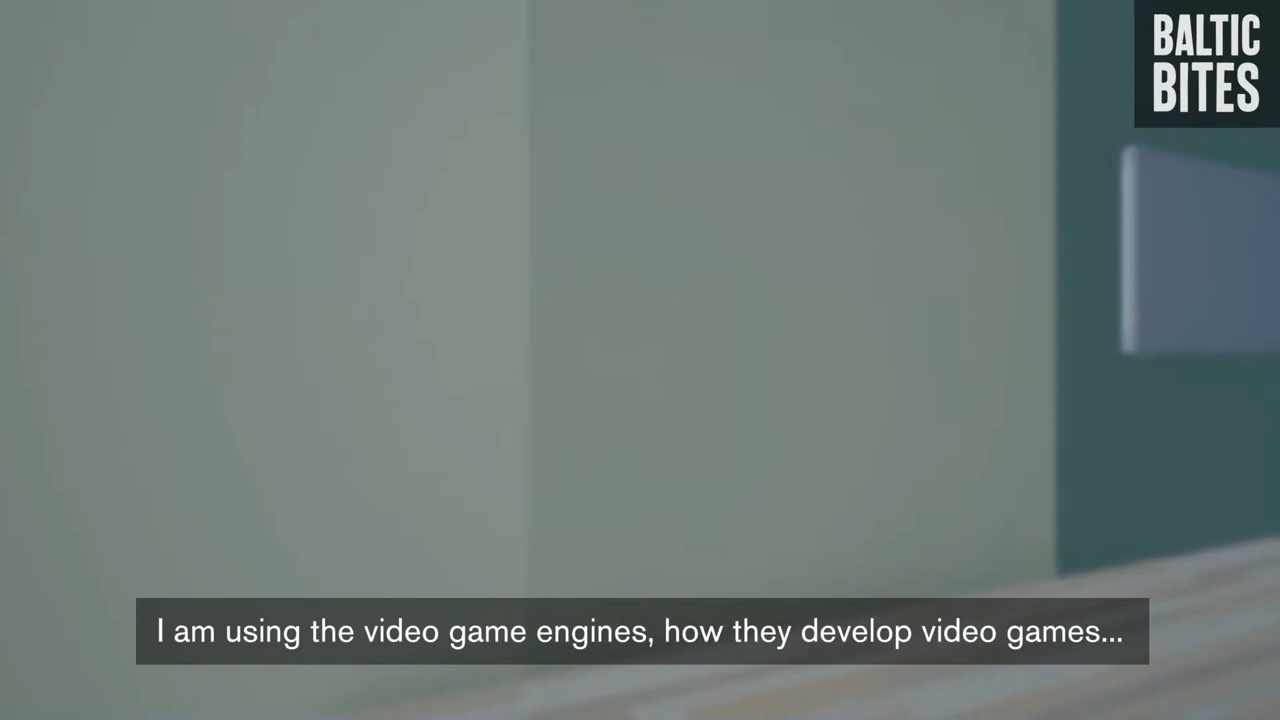 BALTIC
BITES
I am using the video game engines, how they develop video games...